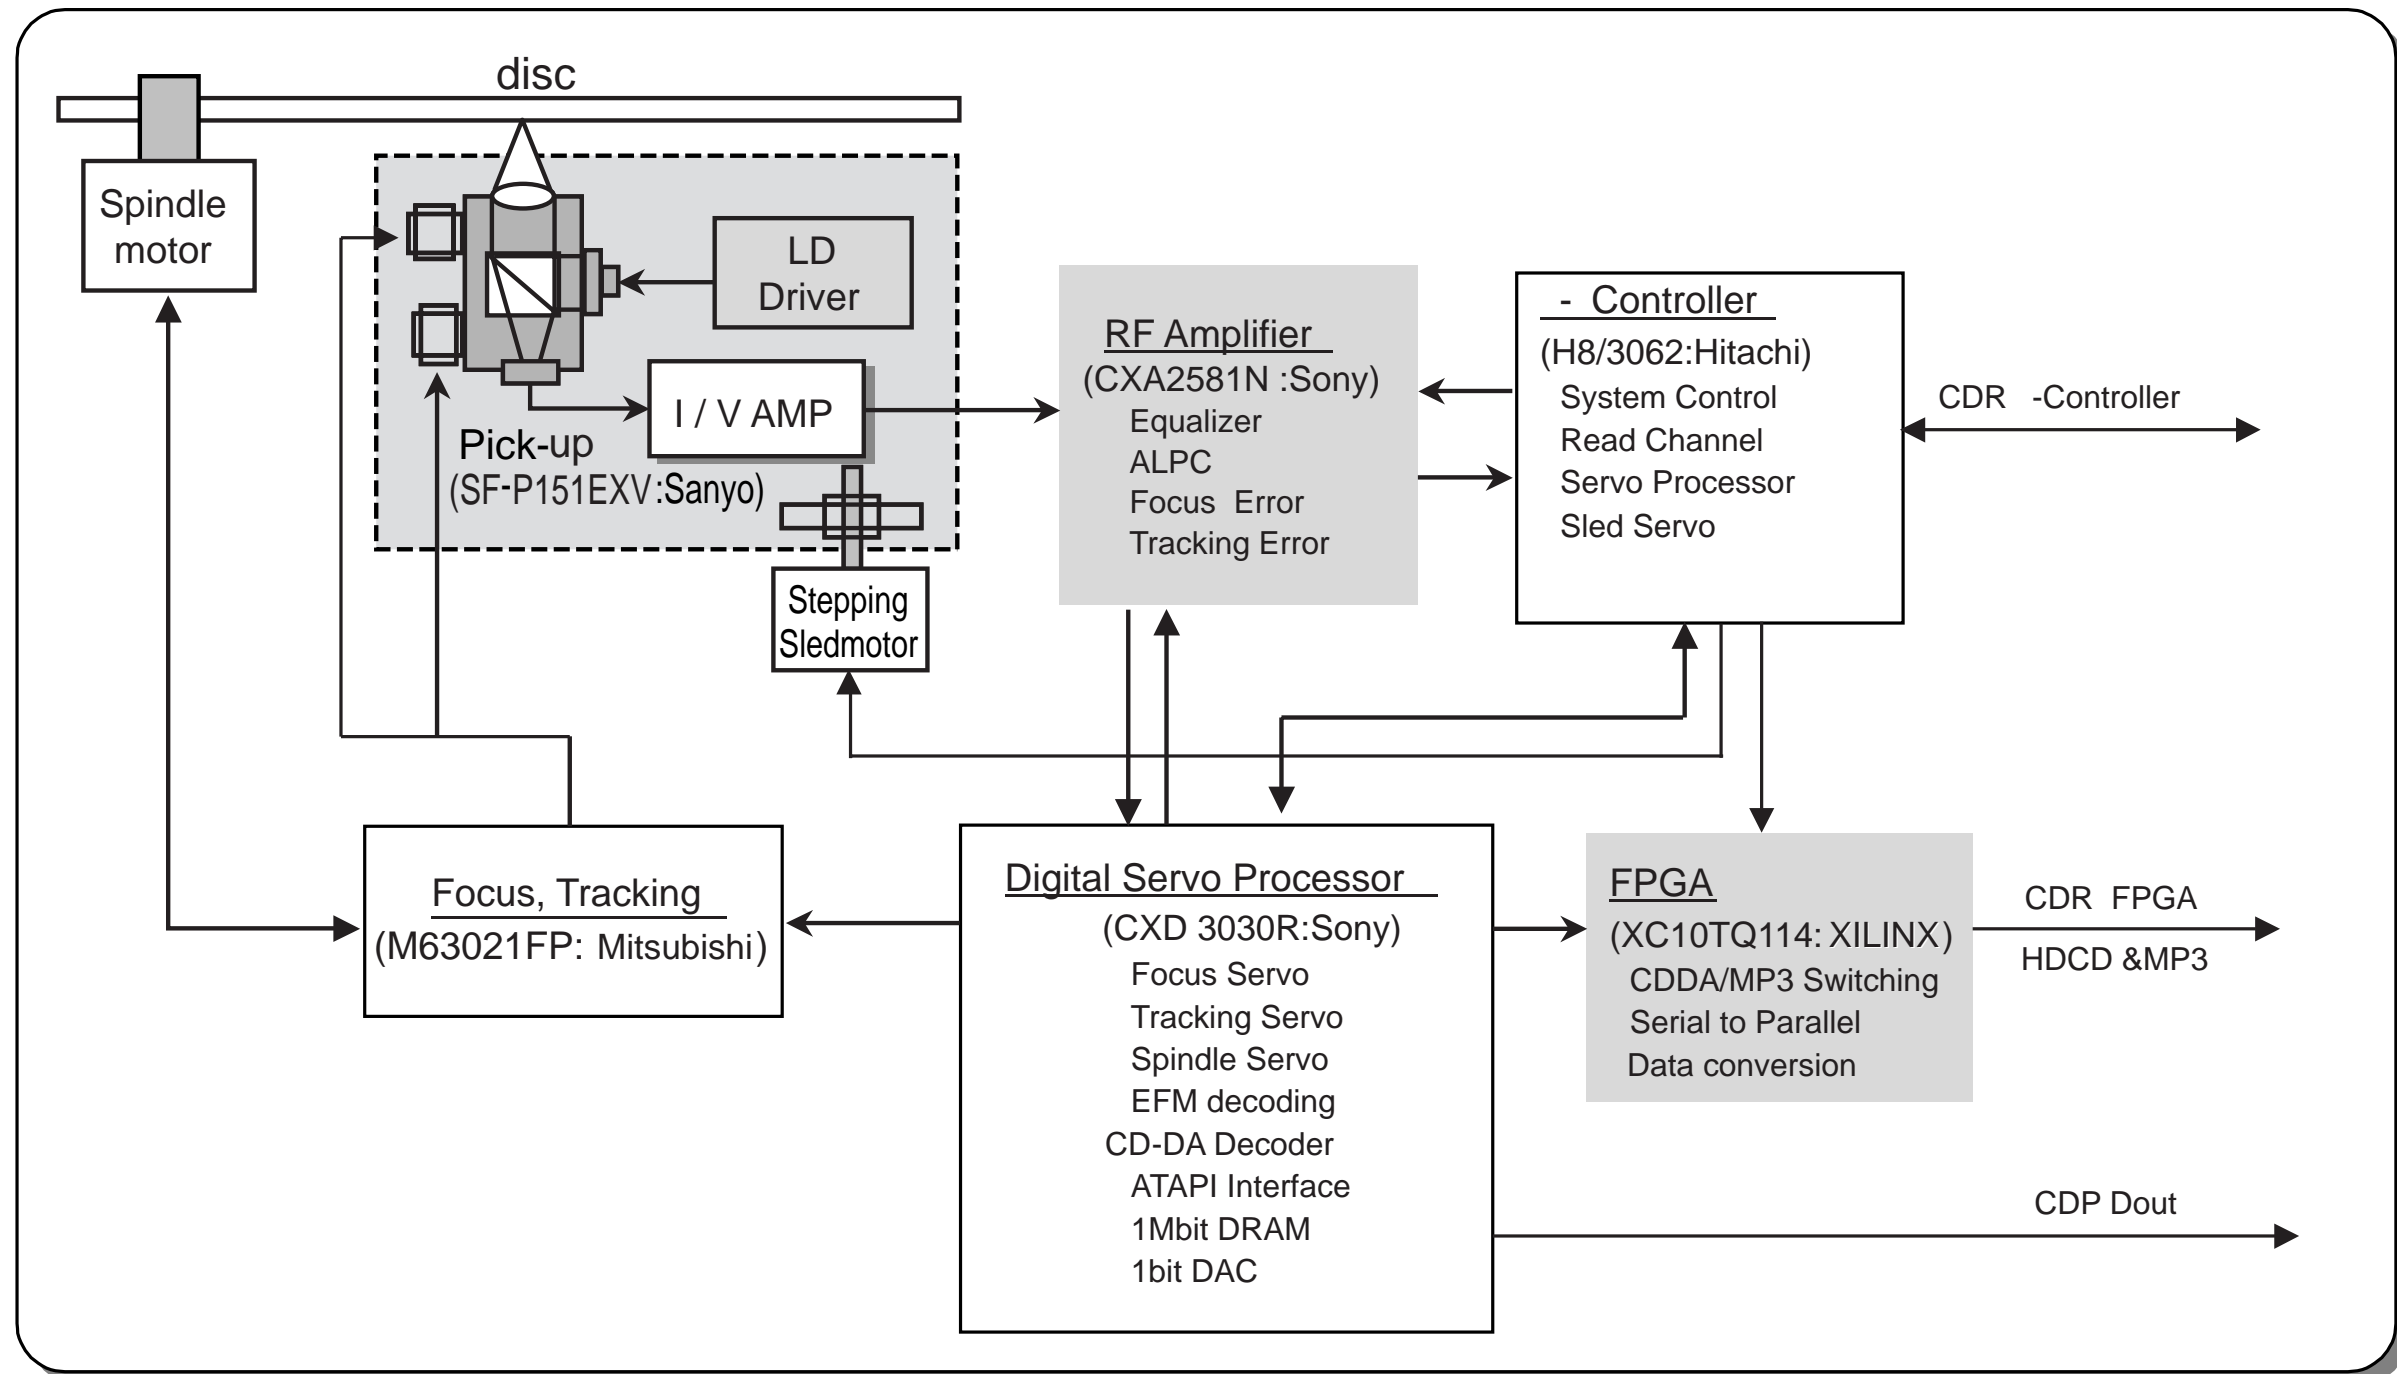 disc
Spindle
motor
LD
Driver
I / V AMP
Pick-up
(SF-P151EXV:Sanyo)
Stepping
Sledmotor
RF Amplifier
(CXA2581N :Sony)
Equalizer
ALPC
Focus Error
Tracking Error
- Controller
(H8/3062:Hitachi)
System Control
Read Channel
Servo Processor
Sled Servo
CDR -Controller
Focus, Tracking
(M63021FP: Mitsubishi)
Digital Servo Processor
(CXD 3030R:Sony)
Focus Servo
Tracking Servo
Spindle Servo
EFM decoding
CD-DA Decoder
ATAPI Interface
1Mbit DRAM
1bit DAC
FPGA
(XC10TQ114: XILINX)
CDDA/MP3 Switching
Serial to Parallel
Data conversion
CDR FPGA
HDCD &MP3
CDP Dout